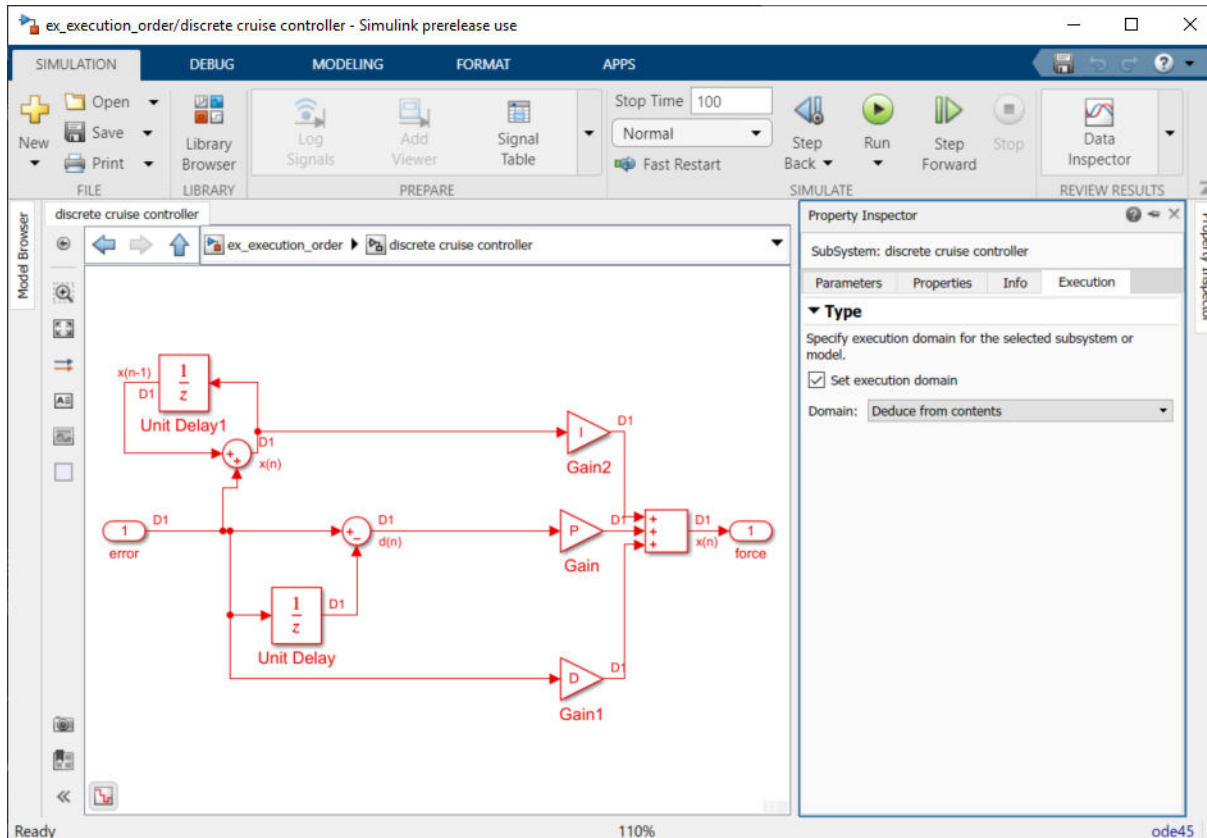 ex_execution_order/discrete cruise controller - Simulink prerelease use
SIMULATION DEBUG MODELING FORMAT APPS
New
Open
Save
Print
FILE
Library
Browser
LIBRARY
Log
Signals
Add
Viewer
Signal
Table
PREPARE
Stop Time 100
Normal
Fast Restart
Step
Back
Run
Step
Forward
Stop
SIMULATE
Data
Inspector
REVIEW RESULTS
Model Browser
discrete cruise controller
ex_execution_order discrete cruise controller
x(n-1)
D1
1
z
Unit Delay1
+
+
D1
x(n)
I
D1
Gain2
1
D1
error
+
-
D1
d(n)
P
D1
Gain
+
+
+
D1
x(n)
1
force
1
z
D1
Unit Delay
D
D1
Gain1
Property Inspector
SubSystem: discrete cruise controller
Parameters Properties Info Execution
Type
Specify execution domain for the selected subsystem or
model.
Set execution domain
Domain: Deduce from contents
Property Inspector
Ready 110% ode45